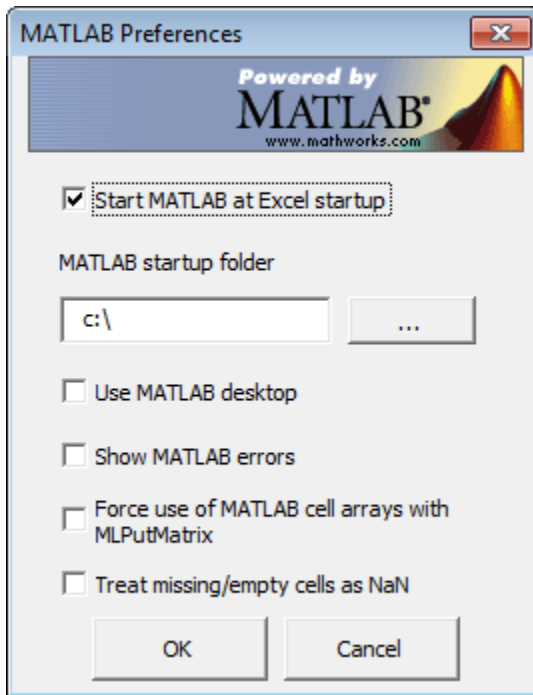 MATLAB Preferences
Powered by
MATLAB®
www.mathworks.com
Start MATLAB at Excel startup
MATLAB startup folder
c:\
...
Use MATLAB desktop
Show MATLAB errors
Force use of MATLAB cell arrays with
MLPutMatrix
Treat missing/empty cells as NaN
OK Cancel